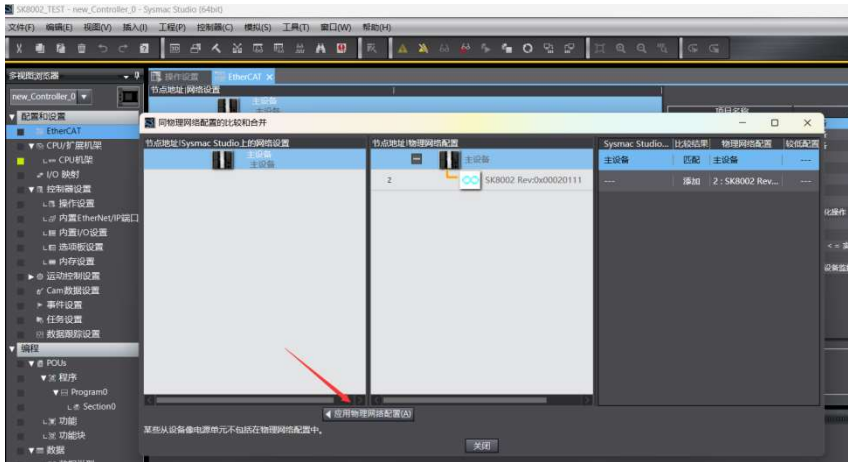 SK8002_TEST - new_Controller_0 - Sysmac Studio (64bit)
文件(F) 编辑(E) 视图(V) 插入(I) 工程(P) 控制器(C) 模拟(S) 工具(T) 窗口(W) 帮助(H)
多视图浏览器
操作设置 EtherCAT
节点地址|网络设置
new_Controller_0
主设备
主设备
项目名称
配置和设置
EtherCAT
CPU/扩展机架
CPU机架
I/O 映射
控制器设置
操作设置
内置EtherNet/IP端口
内置I/O设置
选项板设置
内存设置
运动控制设置
Cam数据设置
事件设置
任务设置
数据跟踪设置
编程
POUs
程序
Program0
Section0
功能
功能块
数据
同物理网络配置的比较和合并
节点地址|Sysmac Studio上的网络设置
主设备
主设备
节点地址|物理网络配置
主设备
2 SK8002 Rev:0x00020111
Sysmac Studio... 比较结果 物理网络配置 较低配置
主设备 匹配 主设备 ---
--- 添加 2 : SK8002 Rev... ---
应用物理网络配置(A)
某些从设备像电源单元不包括在物理网络配置中。
关闭